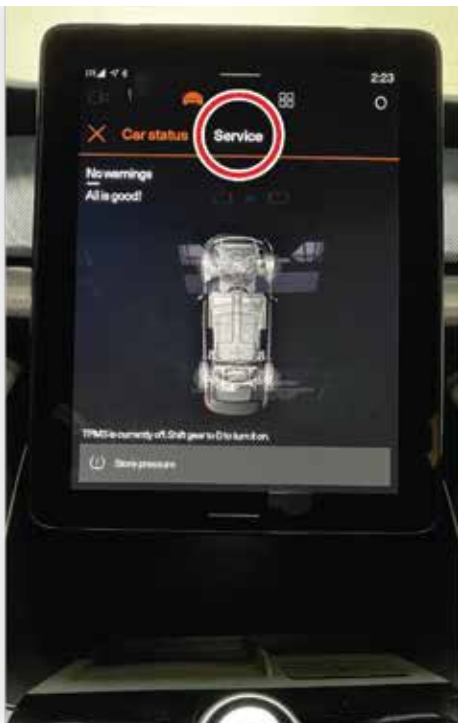 2:23
Car status Service
No warnings
All is good!
TPMS is currently off. Shift gear to D to turn it on.
Store pressure